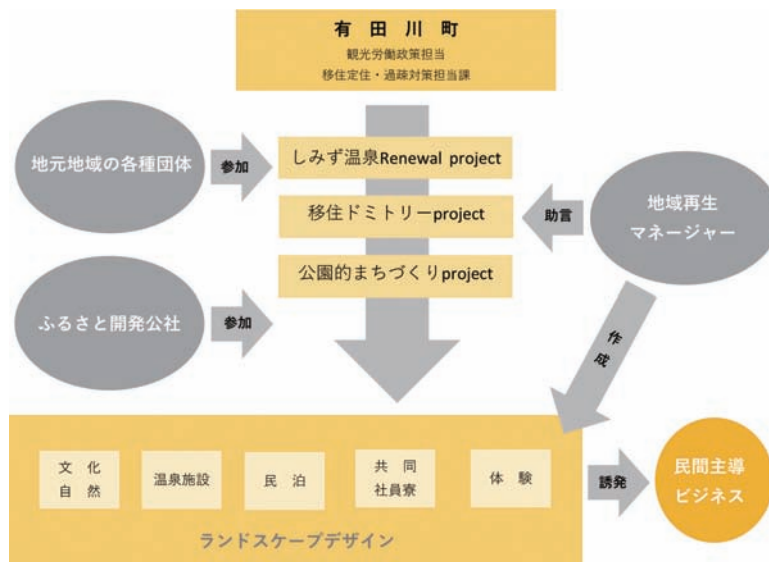 有 田 川 町
観光労働政策担当
移住定住・過疎対策担当課
地元地域の各種団体
参加
しみず温泉Renewal project
移住ドミトリーproject
助言
地域再生
マネージャー
公園的まちづくりproject
ふるさと開発公社
参加
作
成
文 化
自 然
温泉施設
民 泊
共 同
社員寮
体 験
誘発
民間主導
ビジネス
ランドスケープデザイン